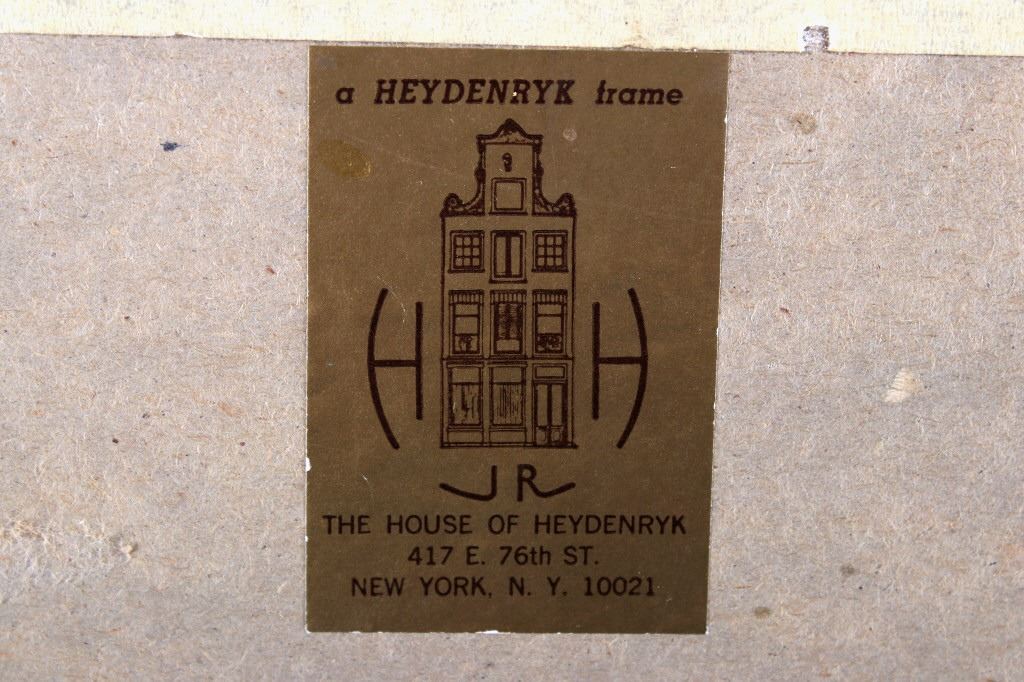 a HEYDENRYK frame
H H
JR
THE HOUSE OF HEYDENRYK
417 E. 76th ST.
NEW YORK, N. Y. 10021